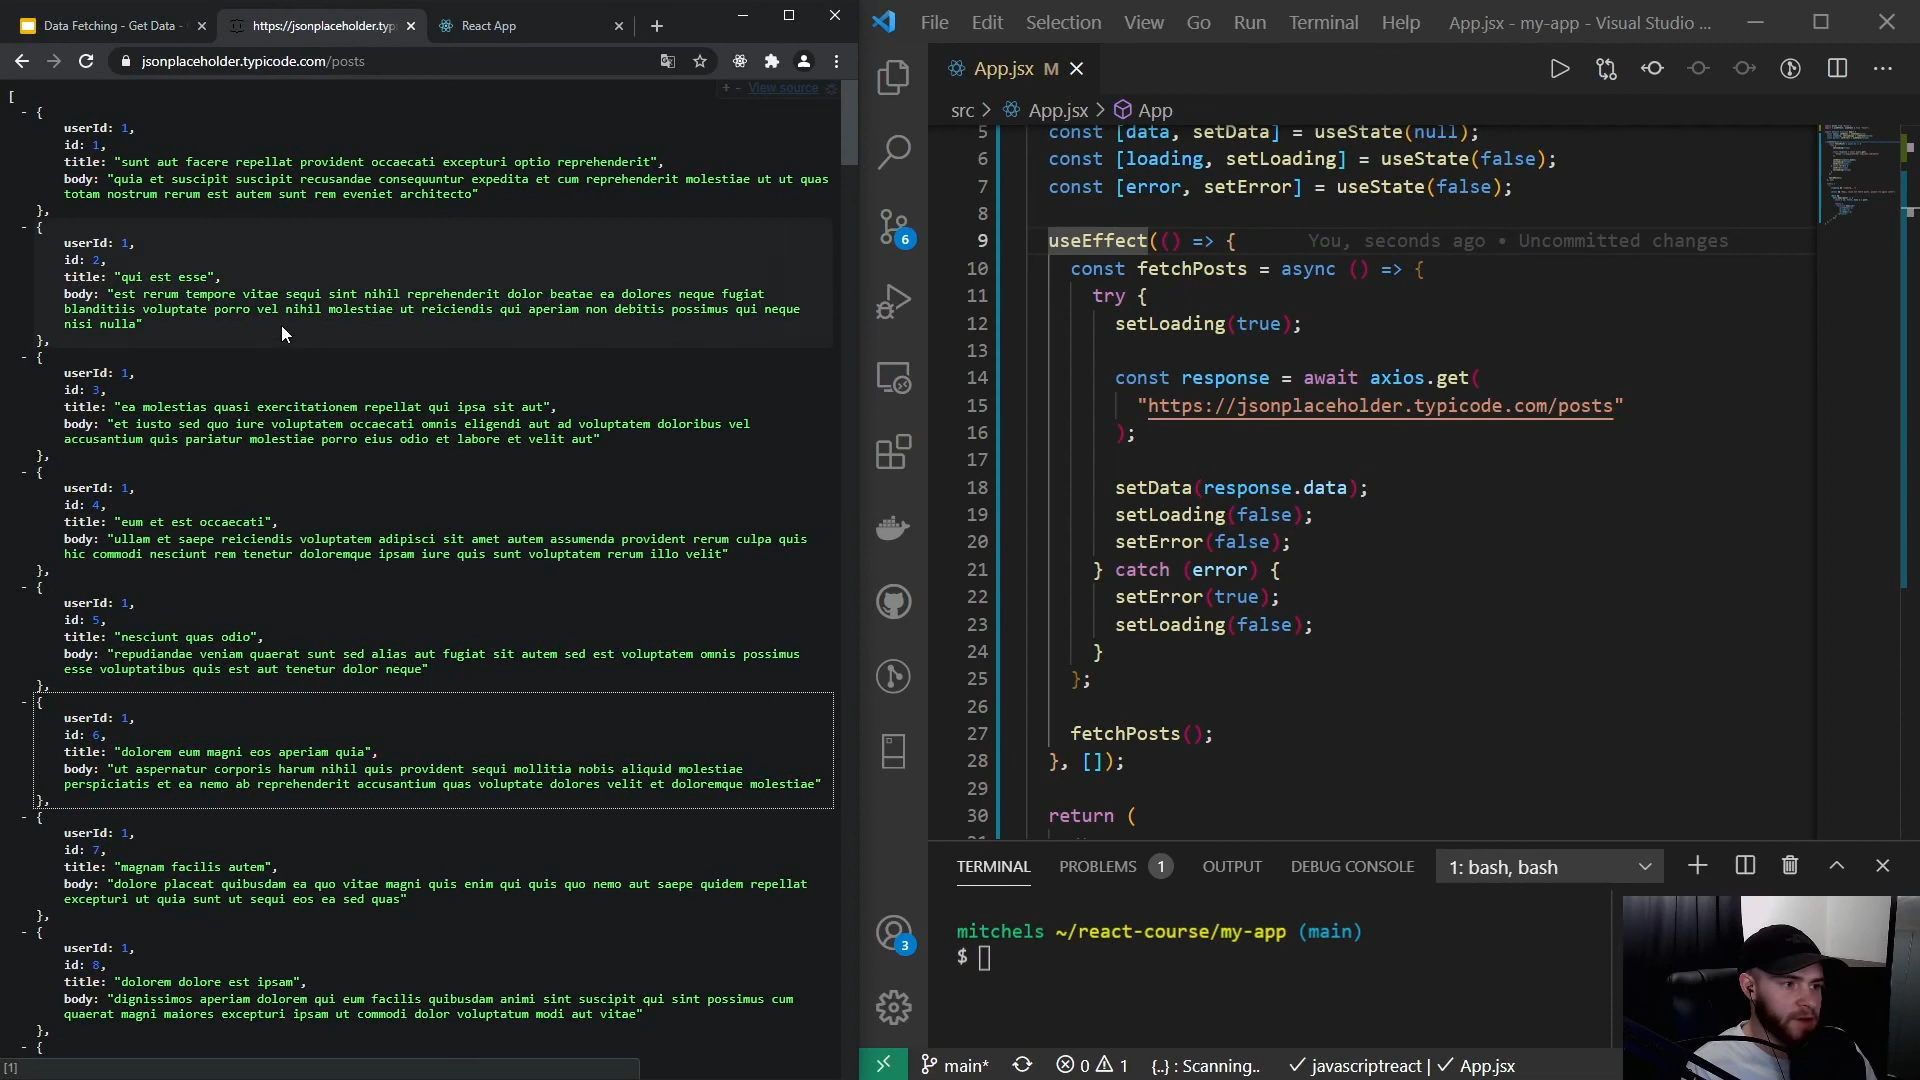 Data Fetching - Get Data -
https://jsonplaceholder.typi
React App
jsonplaceholder.typicode.com/posts
+ - View source
[
- {
userId: 1,
id: 1,
title: "sunt aut facere repellat provident occaecati excepturi optio reprehenderit",
body: "quia et suscipit suscipit recusandae consequuntur expedita et cum reprehenderit molestiae ut ut quas
totam nostrum rerum est autem sunt rem eveniet architecto"
},
- {
userId: 1,
id: 2,
title: "qui est esse",
body: "est rerum tempore vitae sequi sint nihil reprehenderit dolor beatae ea dolores neque fugiat
blanditiis voluptate porro vel nihil molestiae ut reiciendis qui aperiam non debitis possimus qui neque
nisi nulla"
},
- {
userId: 1,
id: 3,
title: "ea molestias quasi exercitationem repellat qui ipsa sit aut",
body: "et iusto sed quo iure voluptatem occaecati omnis eligendi aut ad voluptatem doloribus vel
accusantium quis pariatur molestiae porro eius odio et labore et velit aut"
},
- {
userId: 1,
id: 4,
title: "eum et est occaecati",
body: "ullam et saepe reiciendis voluptatem adipisci sit amet autem assumenda provident rerum culpa quis
hic commodi nesciunt rem tenetur doloremque ipsam iure quis sunt voluptatem rerum illo velit"
},
- {
userId: 1,
id: 5,
title: "nesciunt quas odio",
body: "repudiandae veniam quaerat sunt sed alias aut fugiat sit autem sed est voluptatem omnis possimus
esse voluptatibus quis est aut tenetur dolor neque"
},
- {
userId: 1,
id: 6,
title: "dolorem eum magni eos aperiam quia",
body: "ut aspernatur corporis harum nihil quis provident sequi mollitia nobis aliquid molestiae
perspiciatis et ea nemo ab reprehenderit accusantium quas voluptate dolores velit et doloremque molestiae"
},
- {
userId: 1,
id: 7,
title: "magnam facilis autem",
body: "dolore placeat quibusdam ea quo vitae magni quis enim qui quis quo nemo aut saepe quidem repellat
excepturi ut quia sunt ut sequi eos ea sed quas"
},
- {
userId: 1,
id: 8,
title: "dolorem dolore est ipsam",
body: "dignissimos aperiam dolorem qui eum facilis quibusdam animi sint suscipit qui sint possimus cum
quaerat magni maiores excepturi ipsam ut commodi dolor voluptatum modi aut vitae"
},
- {
[1]
File Edit Selection View Go Run Terminal Help App.jsx - my-app - Visual Studio ...
App.jsx M
src > App.jsx > App
5 const [data, setData] = useState(null);
6 const [loading, setLoading] = useState(false);
7 const [error, setError] = useState(false);
8
9 useEffect(() => { You, seconds ago • Uncommitted changes
10 const fetchPosts = async () => {
11 try {
12 setLoading(true);
13
14 const response = await axios.get(
15 "https://jsonplaceholder.typicode.com/posts"
16 );
17
18 setData(response.data);
19 setLoading(false);
20 setError(false);
21 } catch (error) {
22 setError(true);
23 setLoading(false);
24 }
25 };
26
27 fetchPosts();
28 }, []);
29
30 return (
6
3
TERMINAL PROBLEMS 1 OUTPUT DEBUG CONSOLE 1: bash, bash
mitchels ~/react-course/my-app (main)
$
main* 0 1 {..} : Scanning.. ✓ javascriptreact | ✓ App.jsx